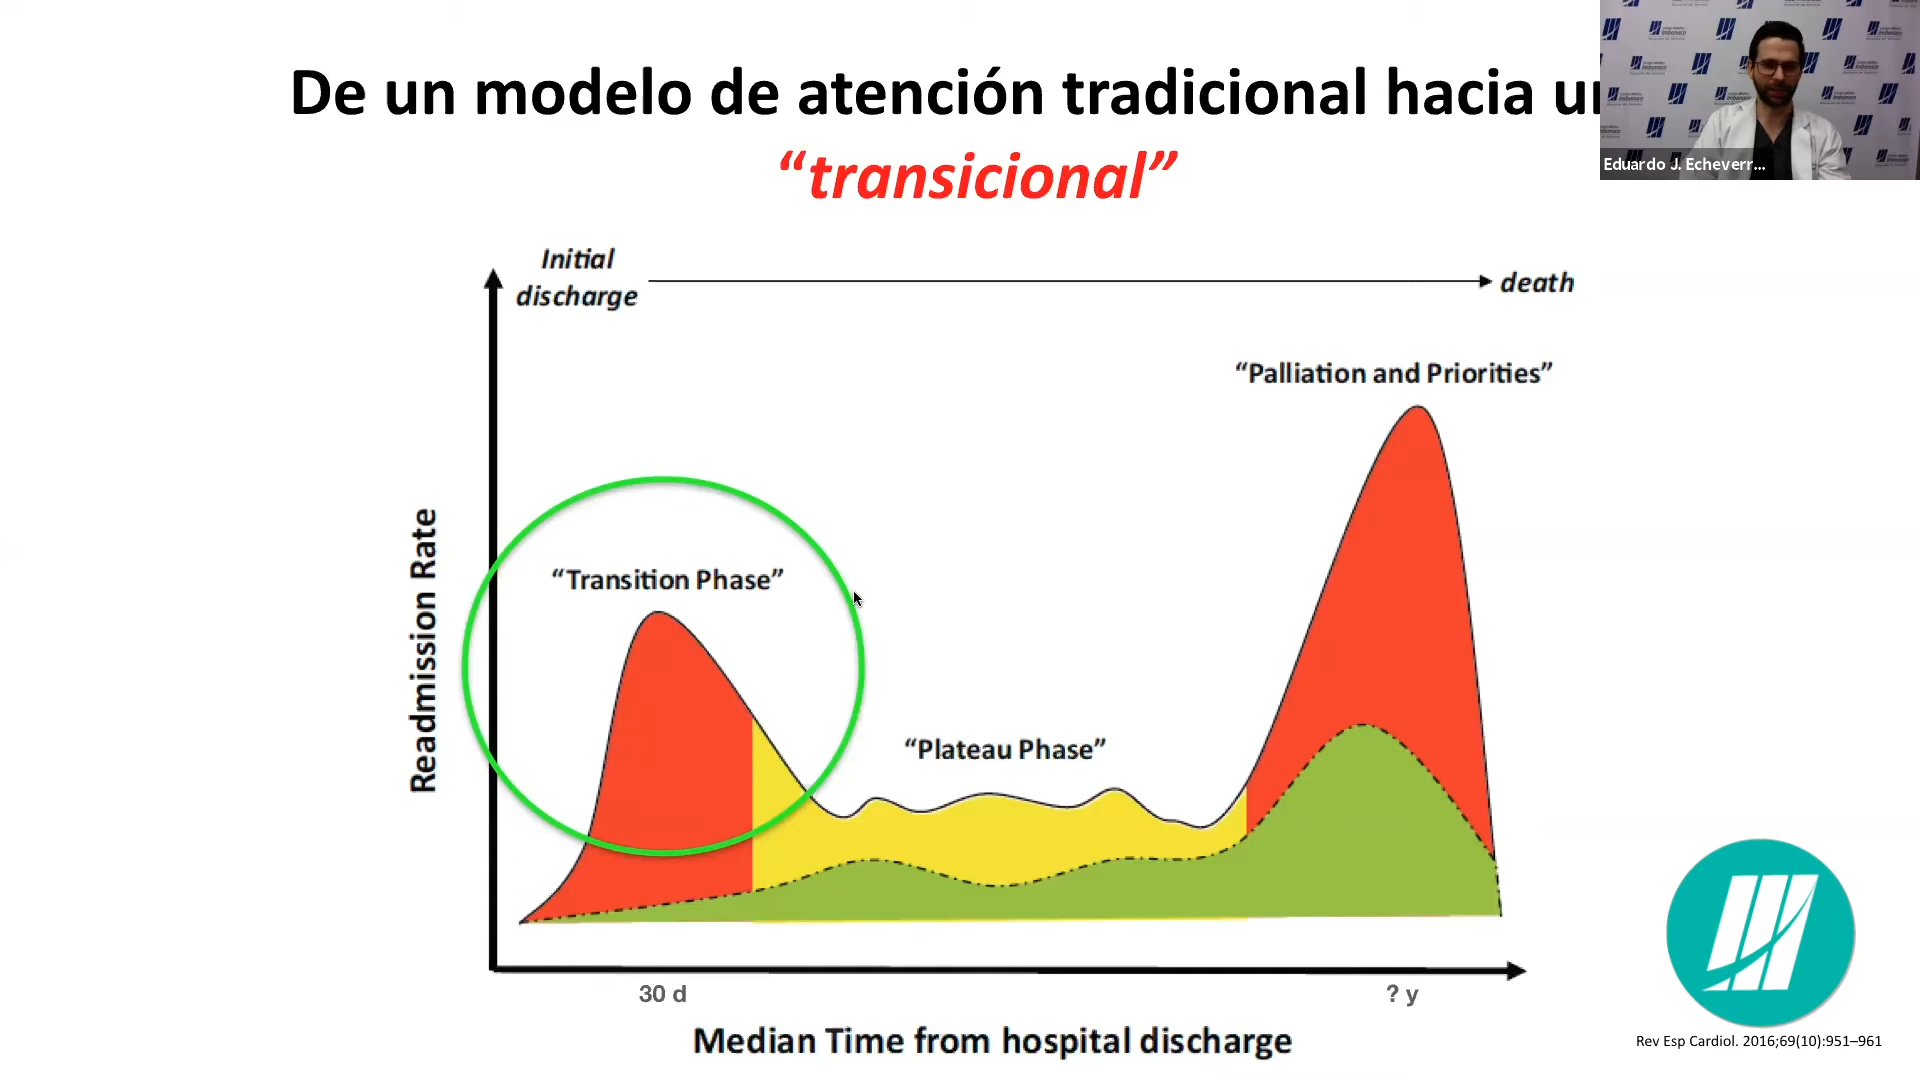 De un modelo de atención tradicional hacia
“transicional”
Eduardo J. Echeverr...
Initial
discharge
death
“Palliation and Priorities”
“Transition Phase”
“Plateau Phase”
Readmission Rate
30 d
? y
Median Time from hospital discharge
Rev Esp Cardiol. 2016;69(10):951–961